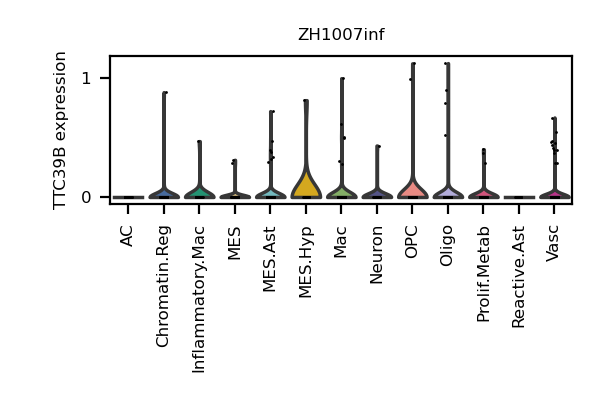 ZH1007inf
TTC39B expression
1
0
AC
Chromatin.Reg
Inflammatory.Mac
MES
MES.Ast
MES.Hyp
Mac
Neuron
OPC
Oligo
Prolif.Metab
Reactive.Ast
Vasc